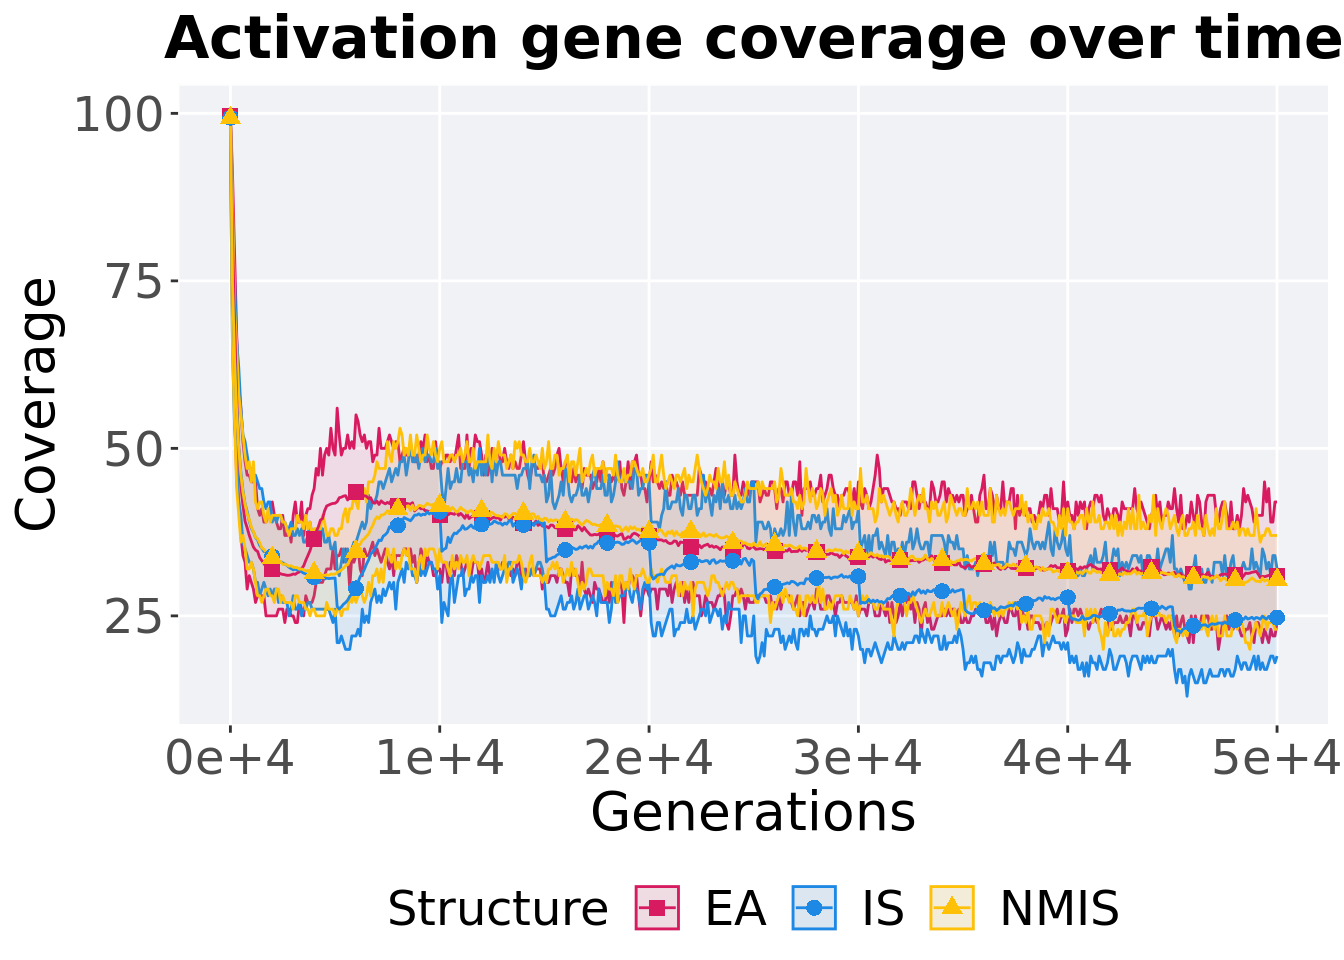 Activation gene coverage over time
Coverage
100
75
50
25
0e+4 1e+4 2e+4 3e+4 4e+4 5e+4
Generations
Structure EA IS NMIS